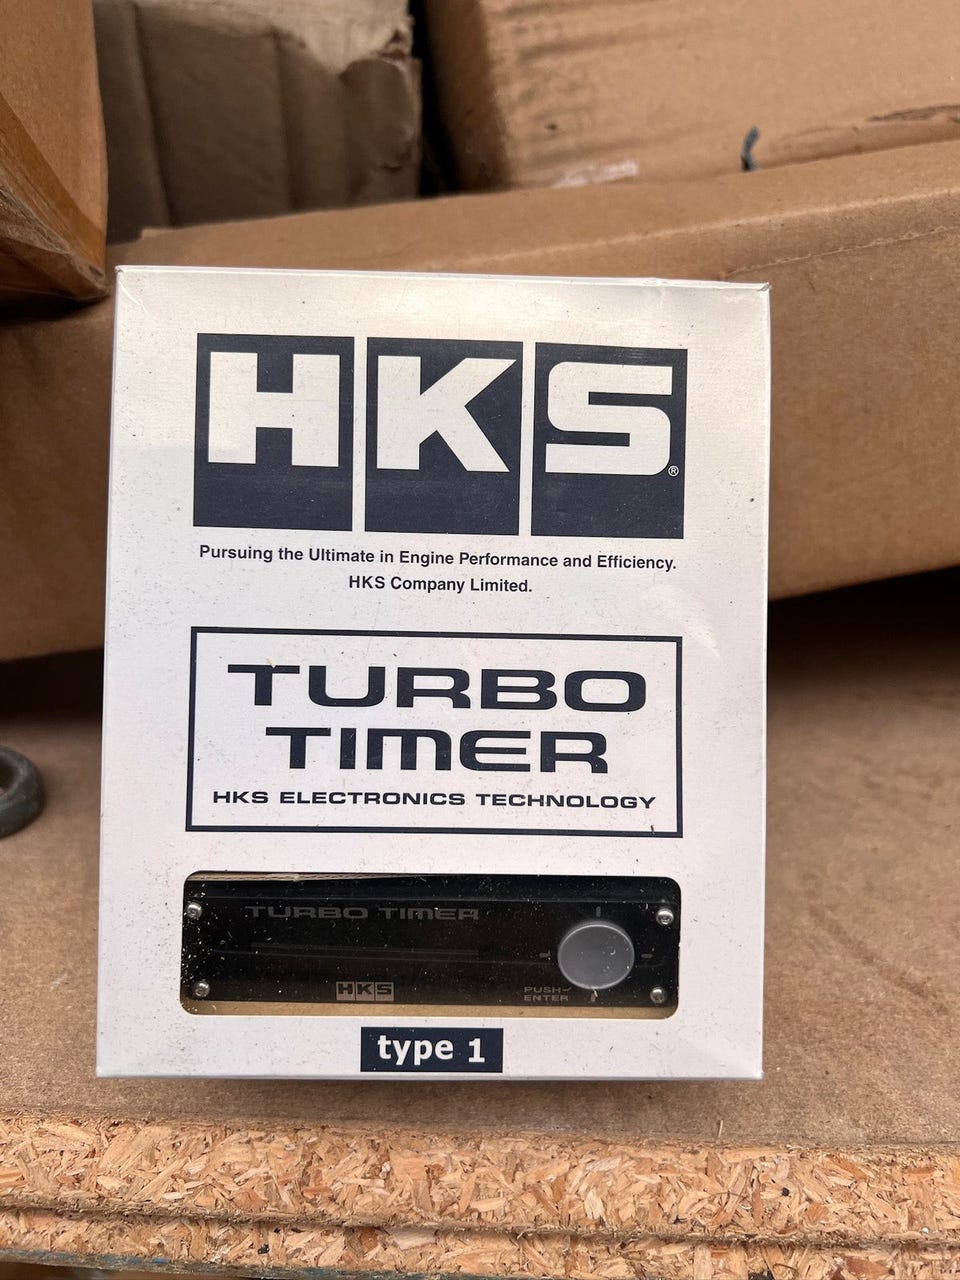 HKS®
Pursuing the Ultimate in Engine Performance and Efficiency.
HKS Company Limited.
TURBO
TIMER
HKS ELECTRONICS TECHNOLOGY
TURBO TIMER
HKS
PUSH-
ENTER
type 1